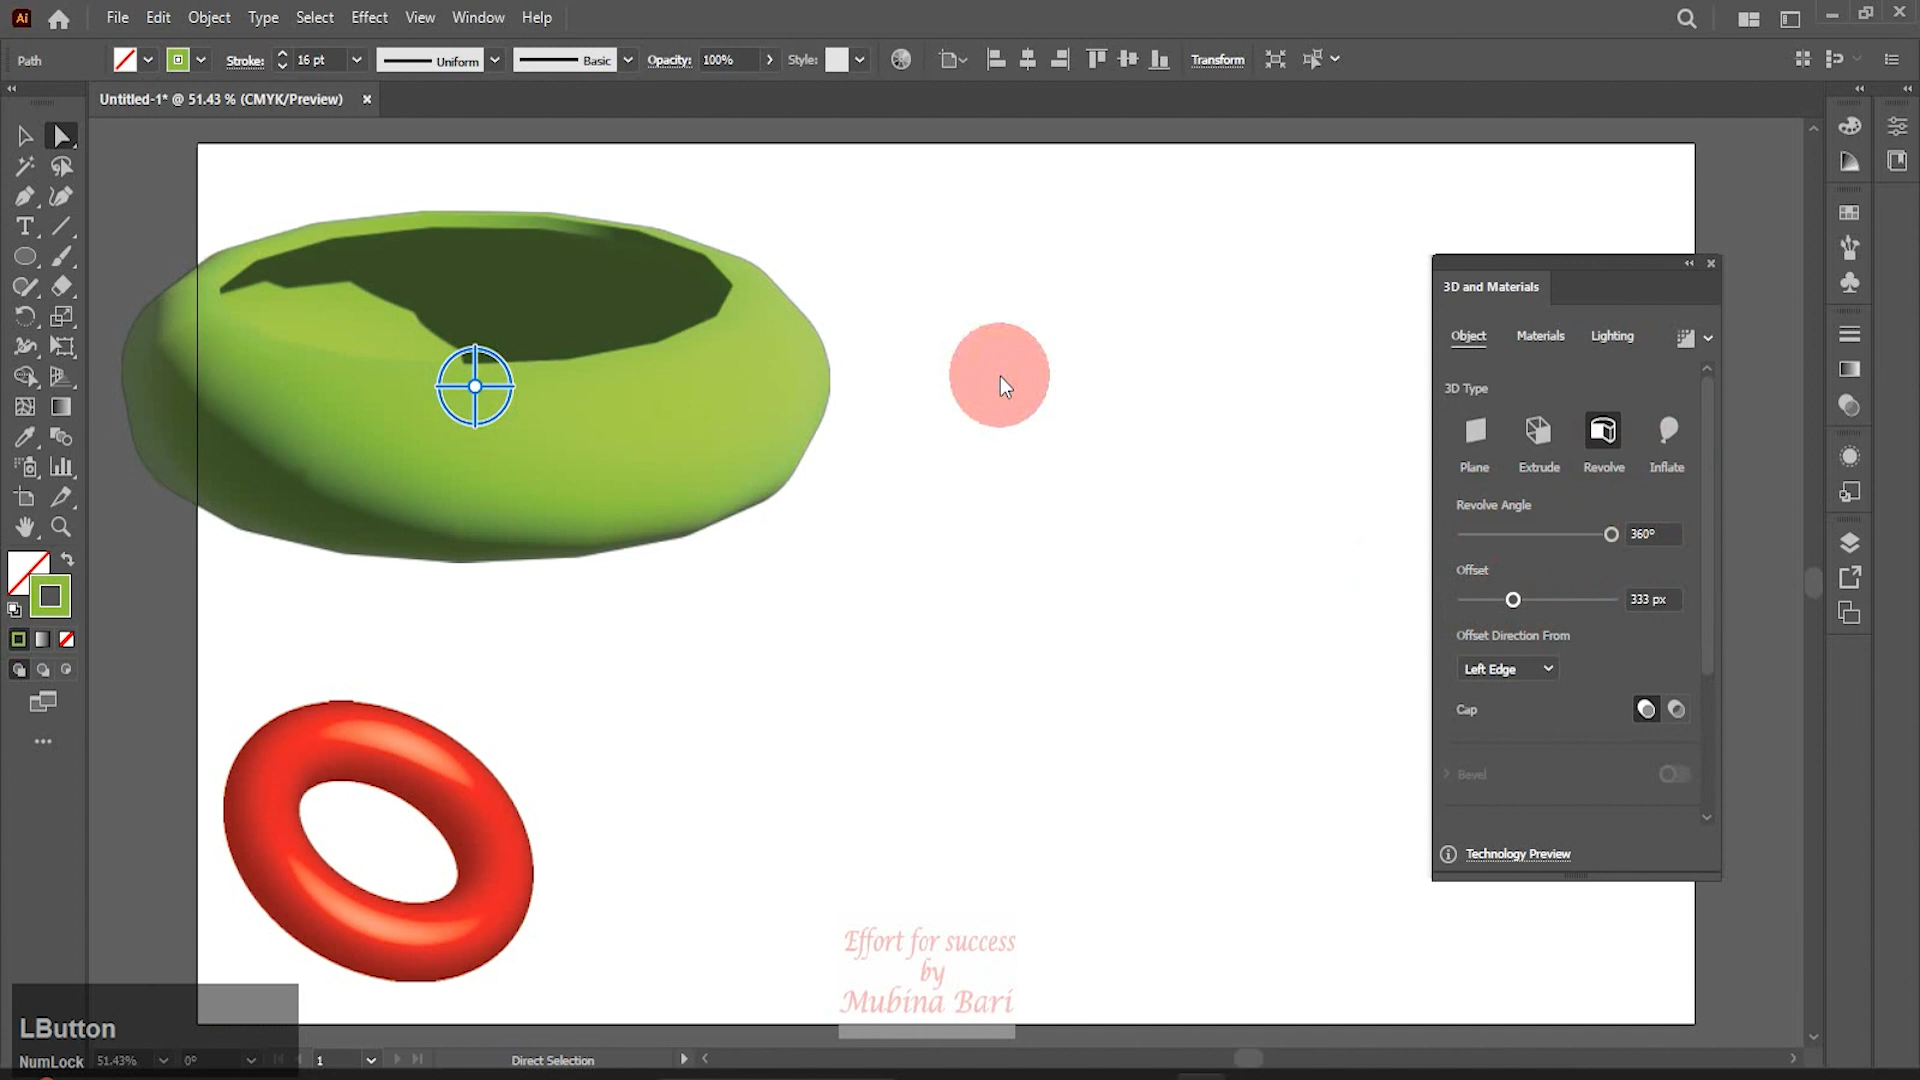 Ai File Edit Object Type Select Effect View Window Help
Path Stroke: 16 pt Uniform Basic Opacity: 100% Style: Transform
Untitled-1* @ 51.43 % (CMYK/Preview)
3D and Materials
Object Materials Lighting
3D Type
Plane Extrude Revolve Inflate
Revolve Angle
360°
Offset
333 px
Offset Direction From
Left Edge
Cap
Bevel
Technology Preview
Effort for success
by
Mubina Bari
LButton
NumLock 51.43% 0° 1 Direct Selection